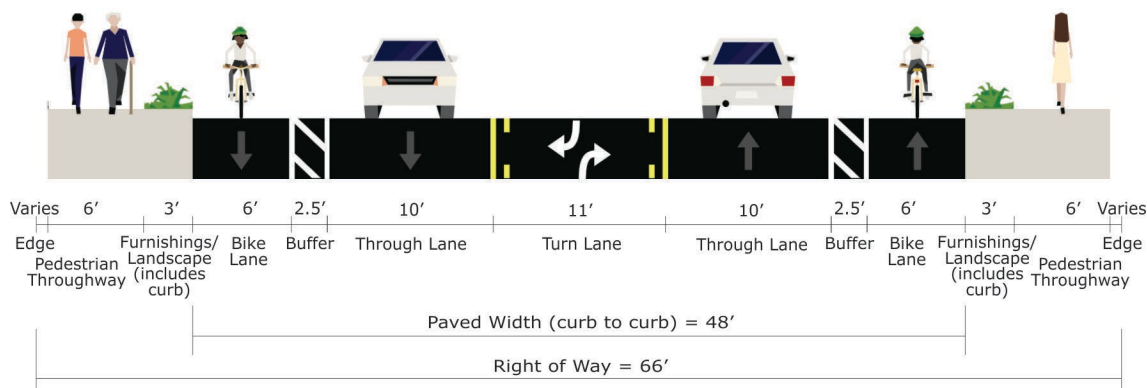 Varies 6’ 3’ 6’ 2.5’ 10’ 11’ 10’ 2.5’ 6’ 3’ 6’ Varies
Edge
Pedestrian
Throughway
Furnishings/
Landscape
(includes
curb)
Bike
Lane
Buffer
Through Lane
Turn Lane
Through Lane
Buffer
Bike
Lane
Furnishings/
Landscape
(includes
curb)
Pedestrian
Throughway
Edge
Paved Width (curb to curb) = 48’
Right of Way = 66’